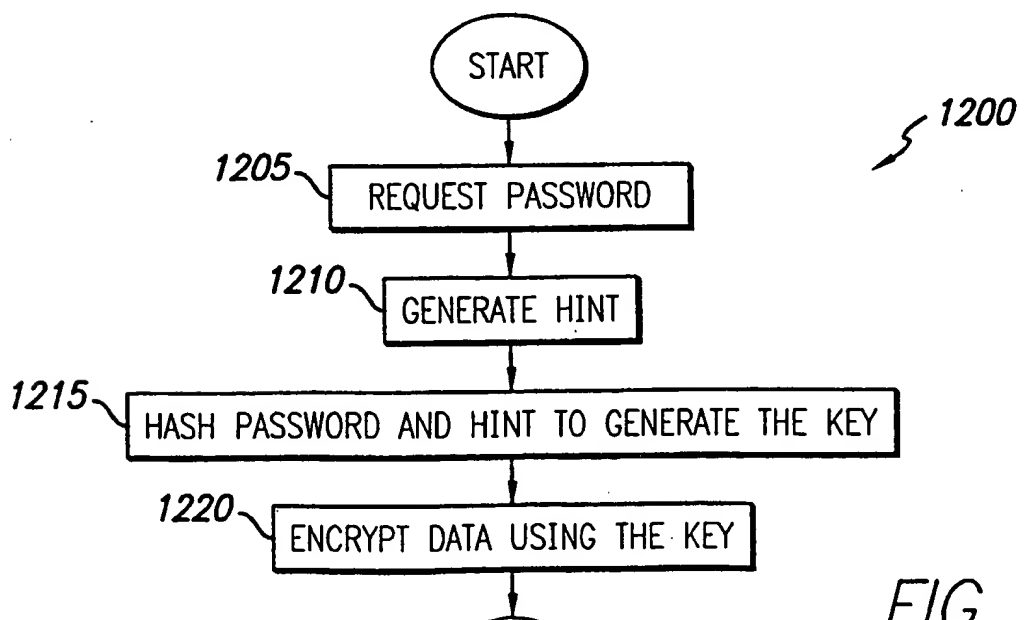 START
1200
1205
REQUEST PASSWORD
1210
GENERATE HINT
1215
HASH PASSWORD AND HINT TO GENERATE THE KEY
1220
ENCRYPT DATA USING THE KEY
FIG